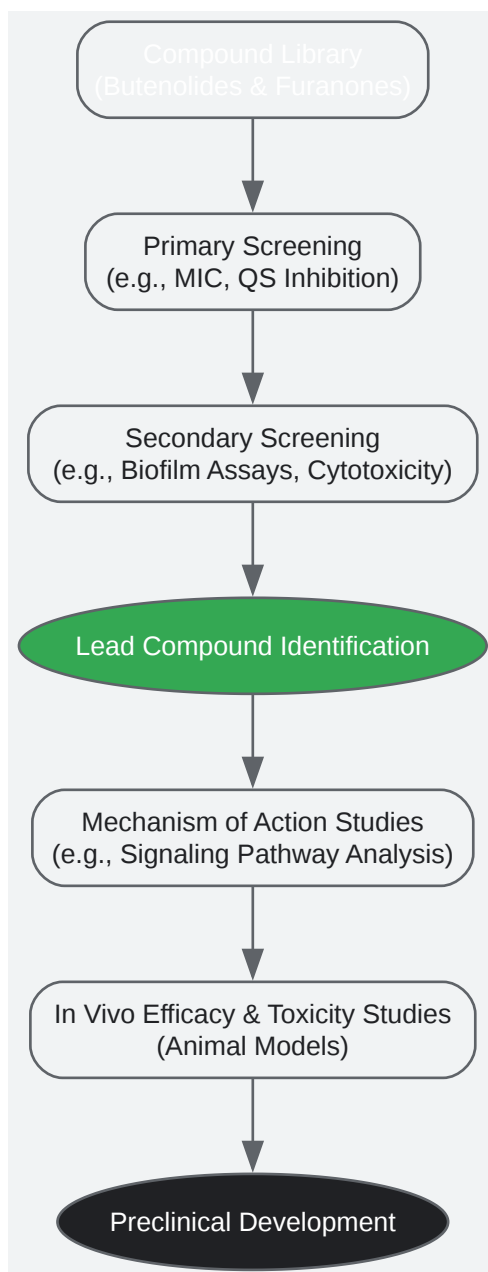 Compound Library
(Butenolides & Furanones)
Primary Screening
(e.g., MIC, QS Inhibition)
Secondary Screening
(e.g., Biofilm Assays, Cytotoxicity)
Lead Compound Identification
Mechanism of Action Studies
(e.g., Signaling Pathway Analysis)
In Vivo Efficacy & Toxicity Studies
(Animal Models)
Preclinical Development